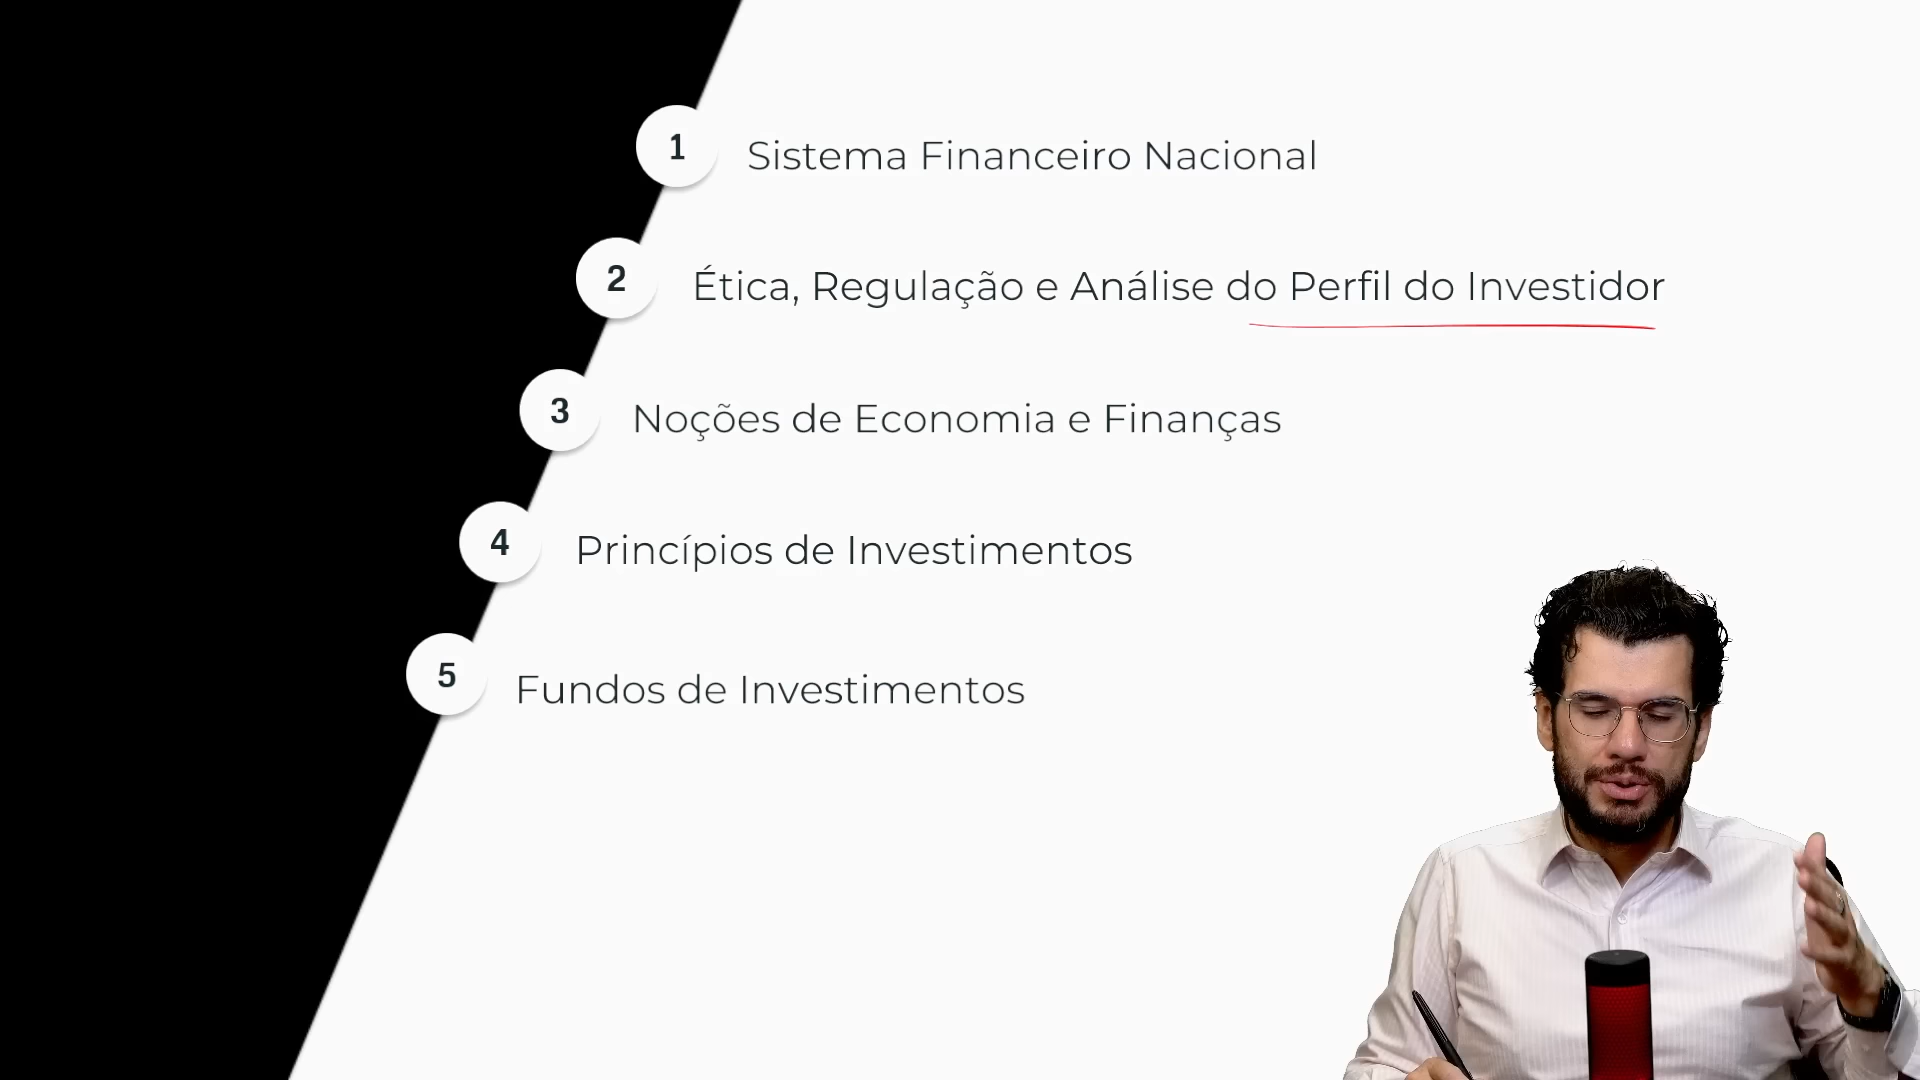 1 Sistema Financeiro Nacional
2 Ética, Regulação e Análise do Perfil do Investidor
3 Noções de Economia e Finanças
4 Princípios de Investimentos
5 Fundos de Investimentos